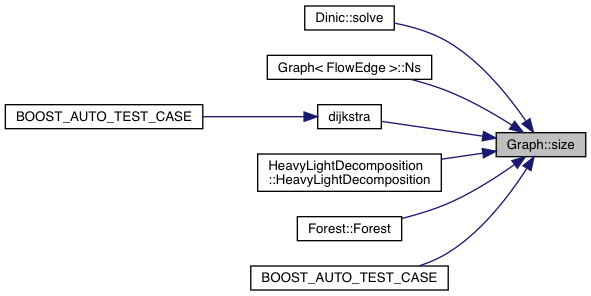 Dinic::solve
Graph< FlowEdge >::Ns
BOOST_AUTO_TEST_CASE
dijkstra
Graph::size
HeavyLightDecomposition
::HeavyLightDecomposition
Forest::Forest
BOOST_AUTO_TEST_CASE